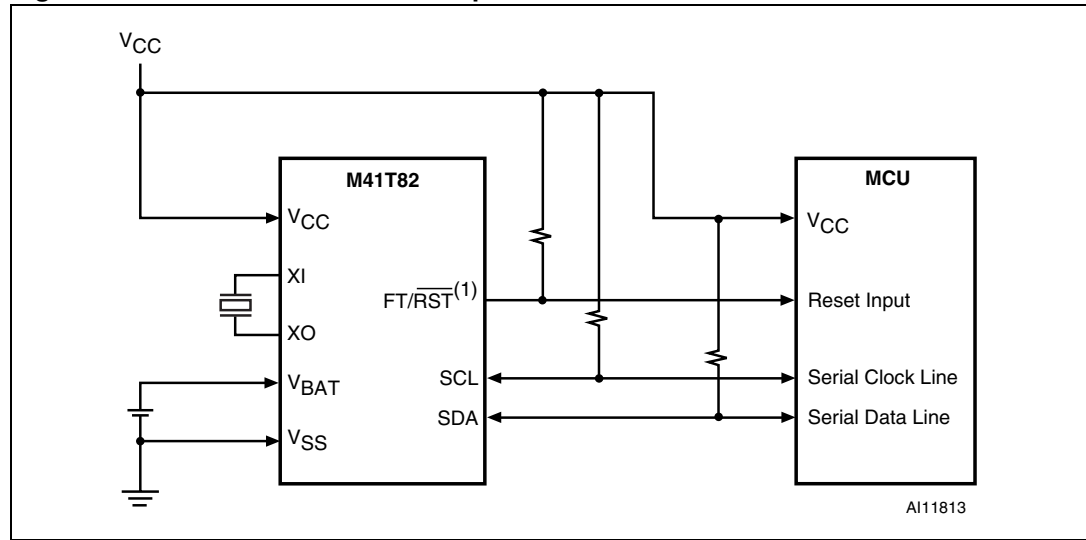 VCC
M41T82
VCC
XI
XO
VBAT
VSS
FT/RST(1)
SCL
SDA
MCU
VCC
Reset Input
Serial Clock Line
Serial Data Line
AI11813